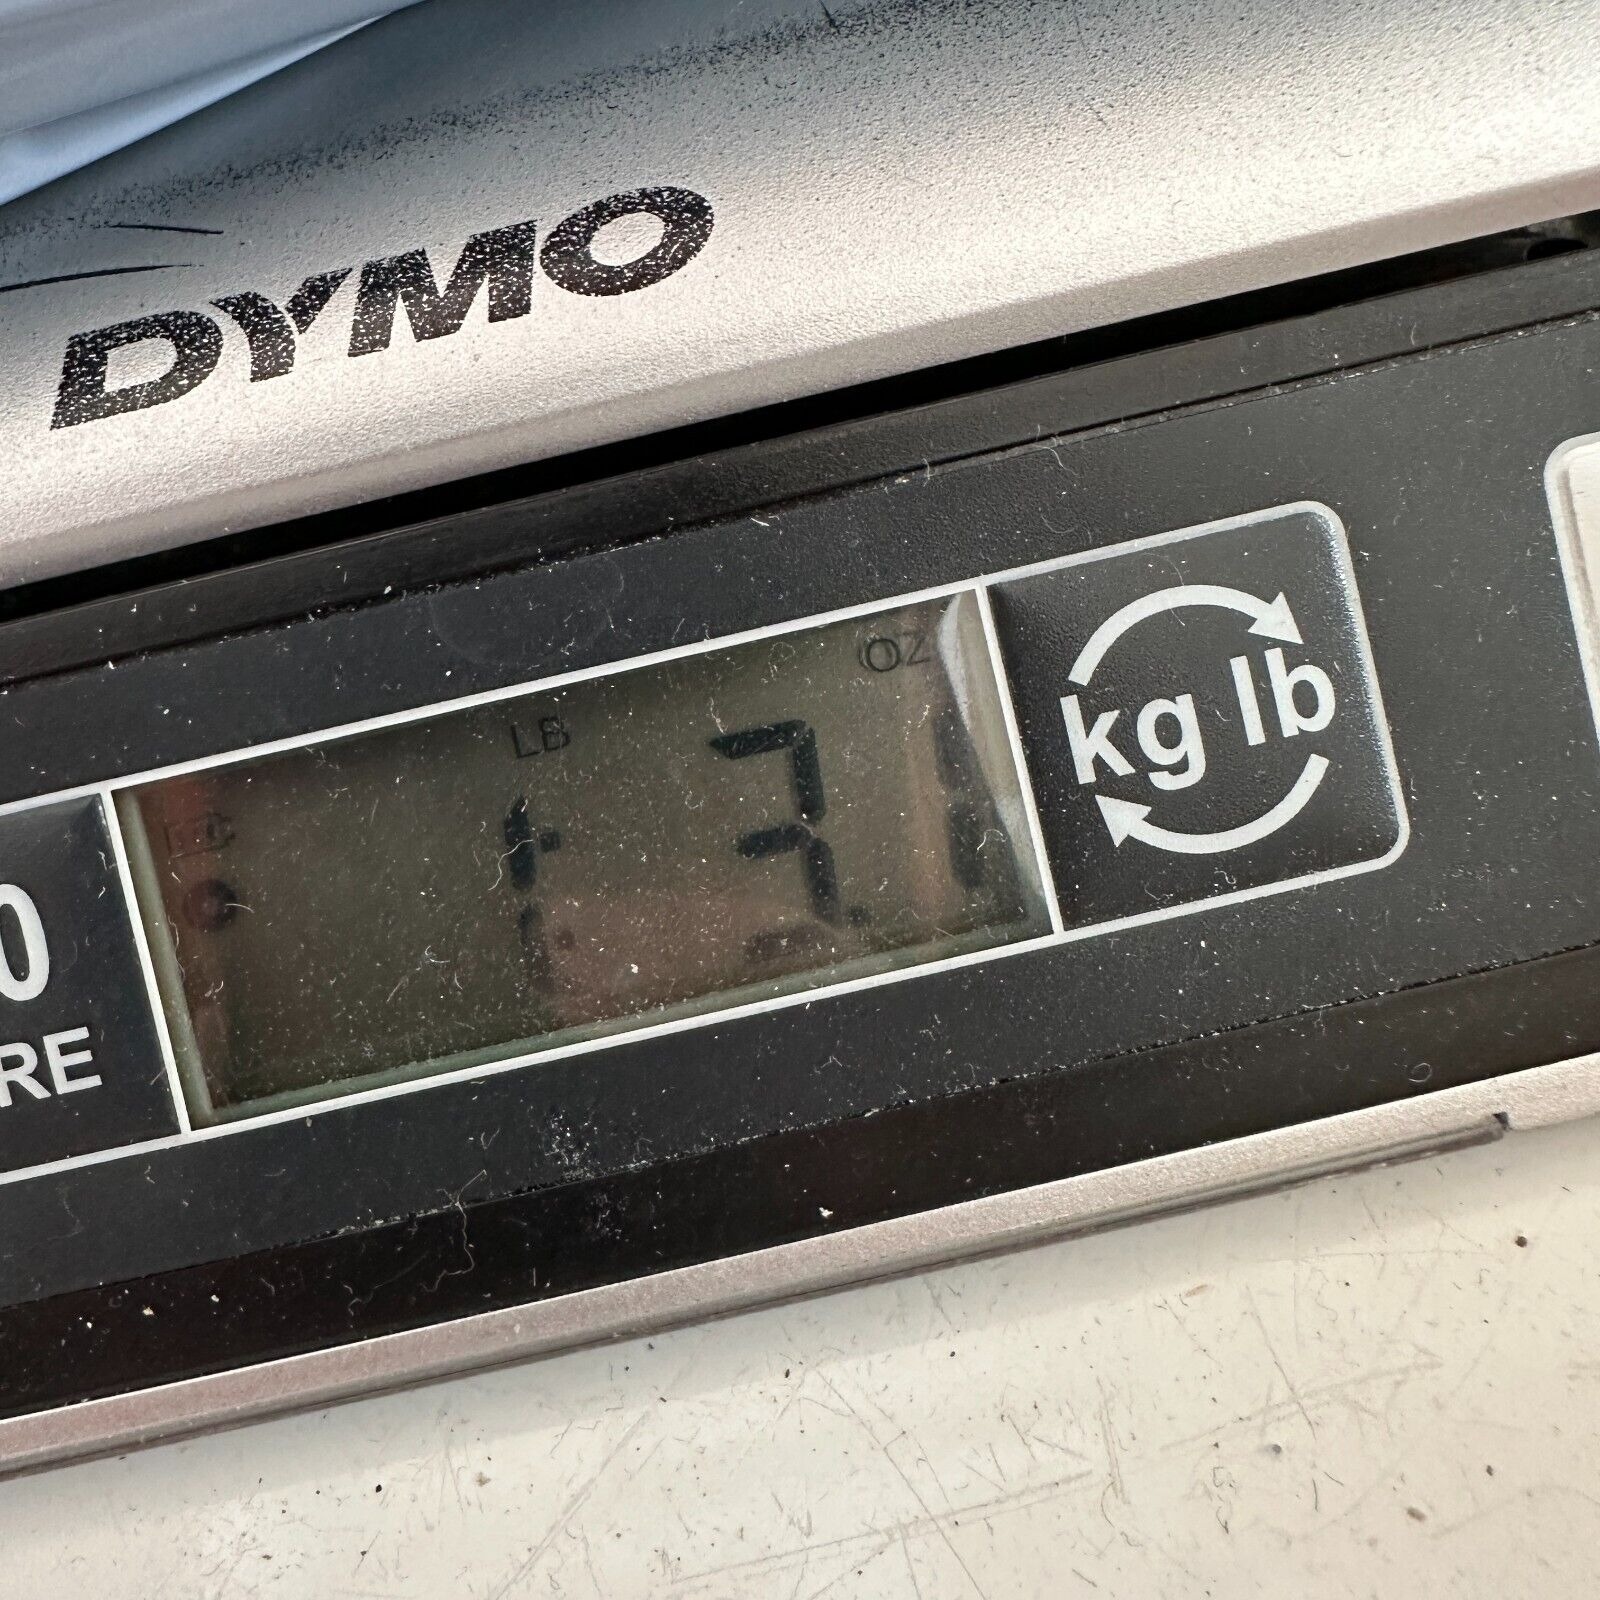 DYMO
OZ
LB
1-3.1
kg lb
0
RE